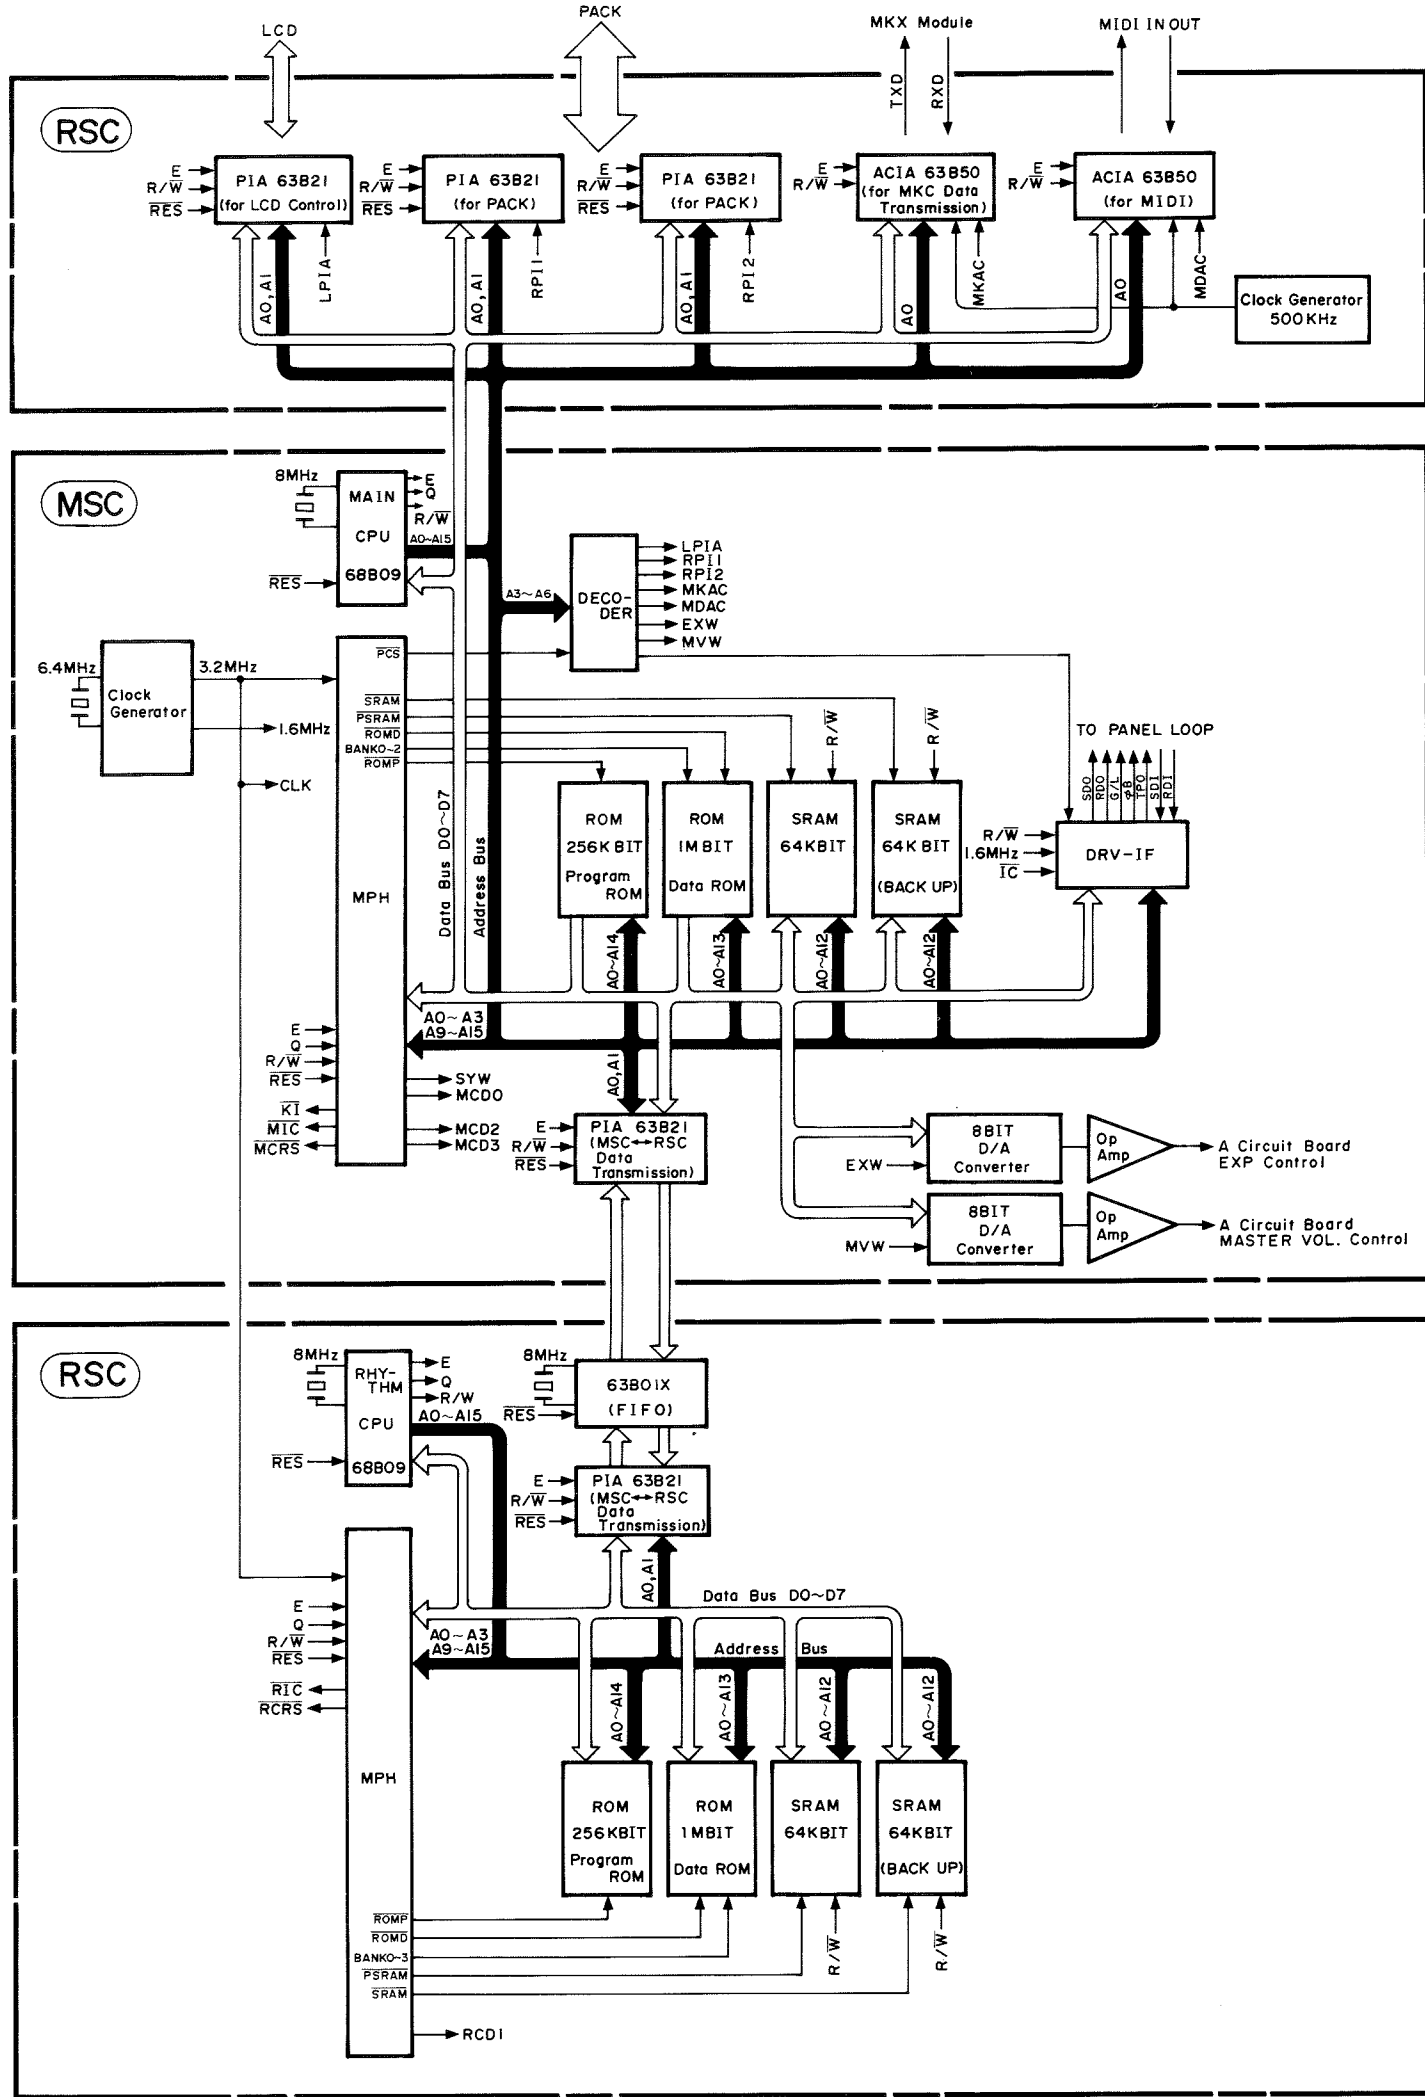 LCD
PACK
MKX Module
MIDI IN OUT
TXD
RXD
RSC
E
R/W
RES
PIA 63B21
(for LCD Control)
E
R/W
RES
PIA 63B21
(for PACK)
E
R/W
RES
PIA 63B21
(for PACK)
E
R/W
ACIA 63B50
(for MKC Data
Transmission)
E
R/W
ACIA 63B50
(for MIDI)
A0, A1
LPIA
A0, A1
RPI1
A0, A1
RPI2
A0
MKAC
A0
MDAC
Clock Generator
500KHz
MSC
8MHz
MAIN
CPU
68B09
E
Q
R/W
A0~A15
RES
A3~A6
DECO-
DER
LPIA
RPI1
RPI2
MKAC
MDAC
EXW
MVW
6.4MHz
Clock
Generator
3.2MHz
1.6MHz
CLK
MPH
PCS
SRAM
PSRAM
ROMD
BANK0~2
ROMP
Data Bus D0~D7
Address Bus
R/W
R/W
ROM
256KBIT
Program
ROM
ROM
1MBIT
Data ROM
SRAM
64KBIT
SRAM
64KBIT
(BACK UP)
TO PANEL LOOP
SDO
RDO
G/L
φB
TPO
SDI
RDI
R/W
1.6MHz
IC
DRV-IF
A0~A14
A0~A13
A0~A12
A0~A12
A0~A3
A9~A15
E
Q
R/W
RES
KI
MIC
MCRS
SYW
MCD0
MCD2
MCD3
A0, A1
E
R/W
RES
PIA 63B21
(MSC↔RSC
Data
Transmission)
EXW
8BIT
D/A
Converter
Op
Amp
A Circuit Board
EXP Control
MVW
8BIT
D/A
Converter
Op
Amp
A Circuit Board
MASTER VOL. Control
RSC
8MHz
RHY-
THM
CPU
68B09
E
Q
R/W
A0~A15
RES
8MHz
RES
63B01X
(FIFO)
E
R/W
RES
PIA 63B21
(MSC↔RSC
Data
Transmission)
A0, A1
Data Bus D0~D7
Address Bus
E
Q
R/W
RES
RIC
RCRS
A0~A3
A9~A15
MPH
A0~A14
A0~A13
A0~A12
A0~A12
ROM
256KBIT
Program
ROM
ROM
1MBIT
Data ROM
SRAM
64KBIT
SRAM
64KBIT
(BACK UP)
ROMP
ROMD
BANK0~3
PSRAM
SRAM
R/W
R/W
RCD1